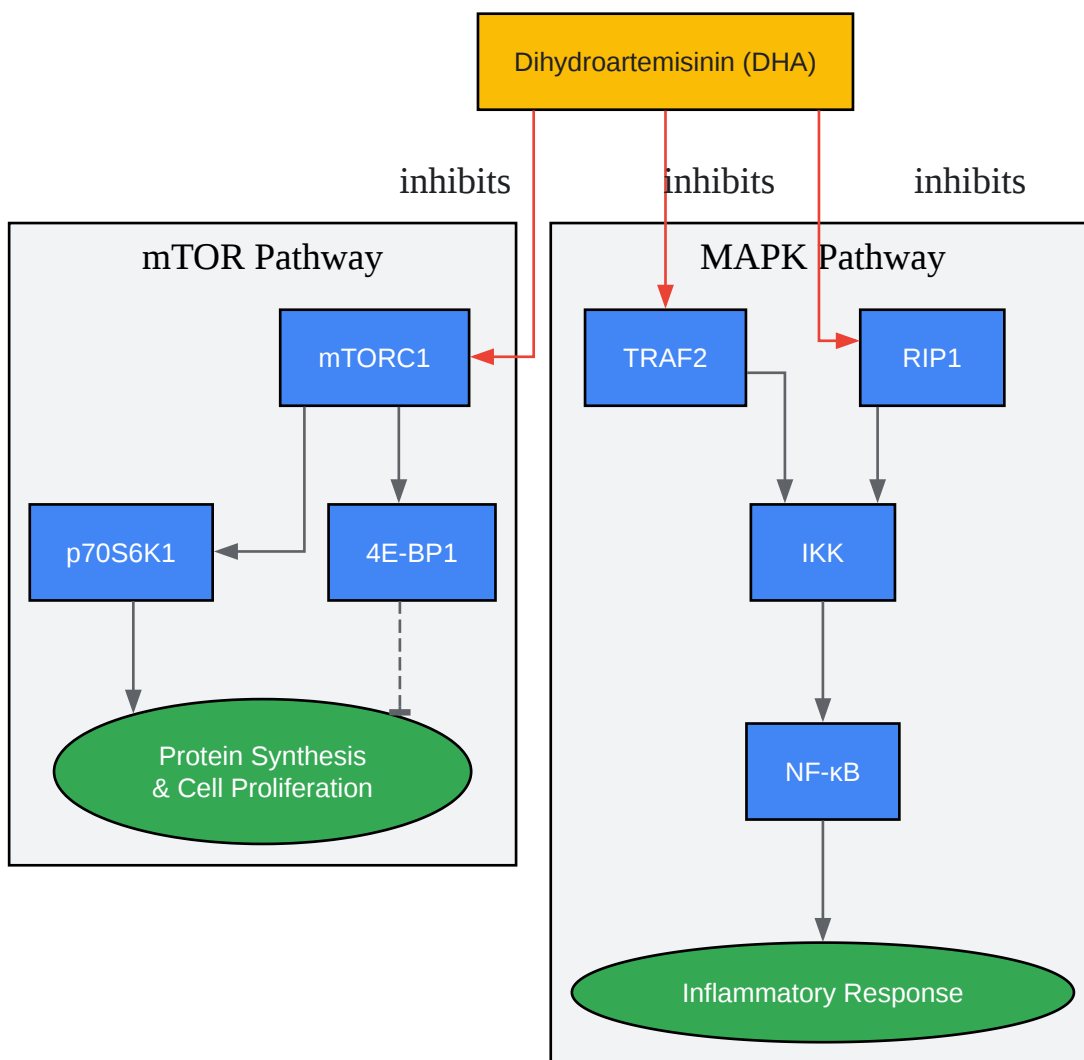 Dihydroartemisinin (DHA)
inhibits
inhibits
inhibits
mTOR Pathway
MAPK Pathway
mTORC1
TRAF2
RIP1
p70S6K1
4E-BP1
IKK
Protein Synthesis
& Cell Proliferation
NF-κB
Inflammatory Response